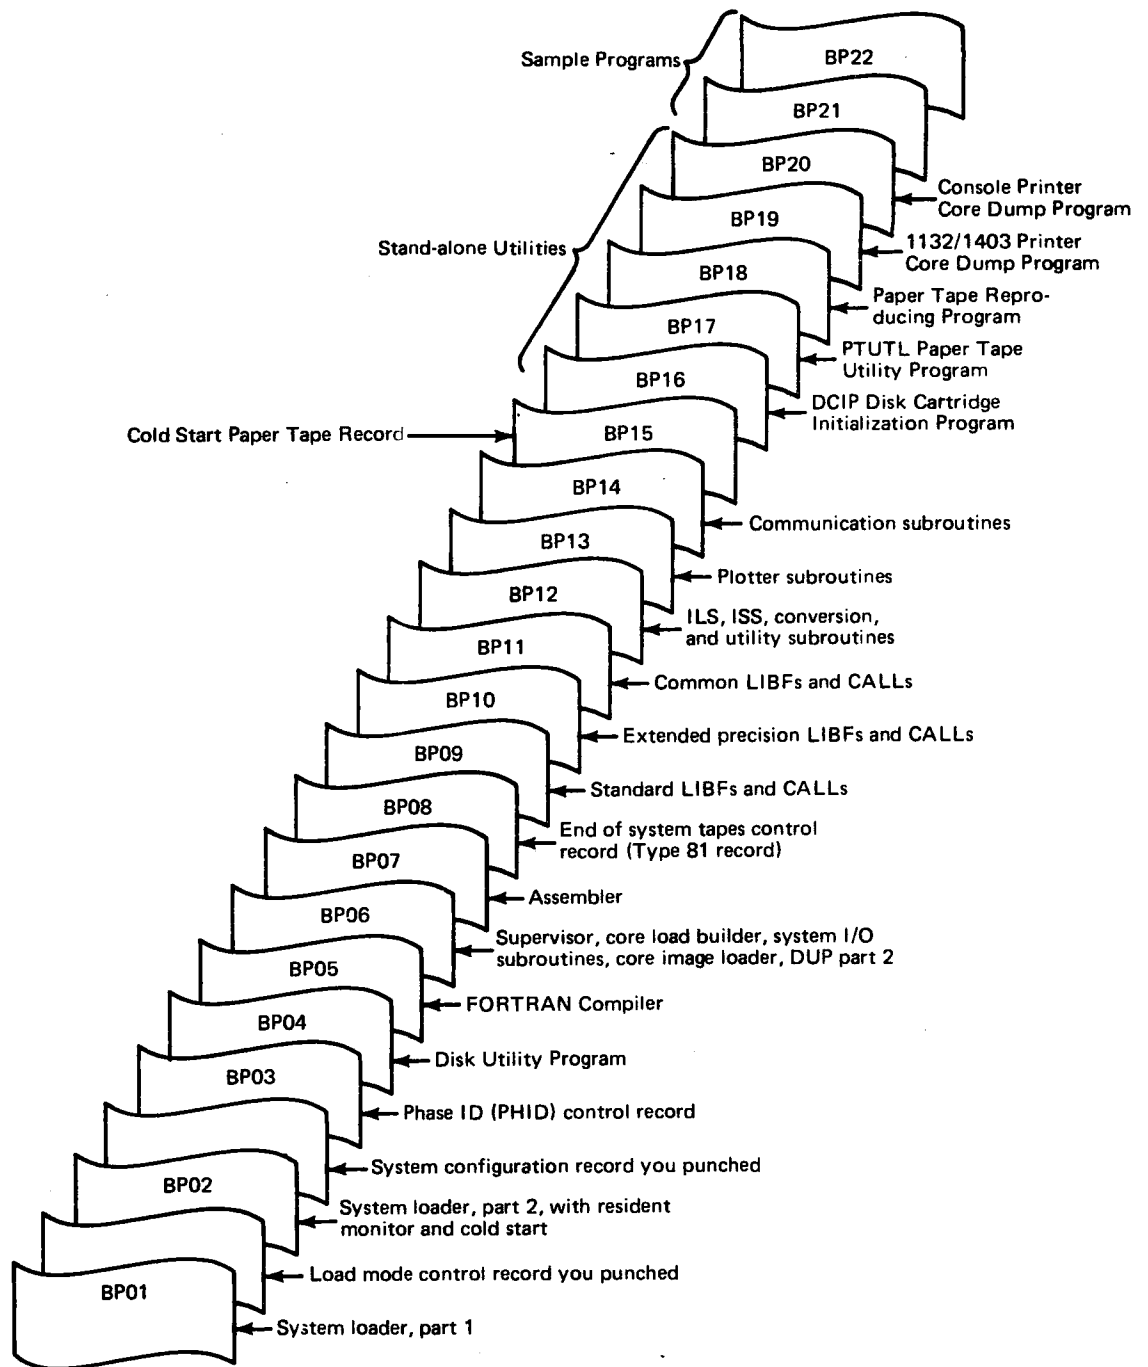 BP22
Sample Programs
BP21
BP20
Console Printer
Core Dump Program
BP19
1132/1403 Printer
Core Dump Program
Stand-alone Utilities
BP18
Paper Tape Repro-
ducing Program
BP17
PTUTL Paper Tape
Utility Program
BP16
DCIP Disk Cartridge
Initialization Program
Cold Start Paper Tape Record
BP15
BP14
Communication subroutines
BP13
Plotter subroutines
BP12
ILS, ISS, conversion,
and utility subroutines
BP11
Common LIBFs and CALLs
BP10
Extended precision LIBFs and CALLs
BP09
Standard LIBFs and CALLs
BP08
End of system tapes control
record (Type 81 record)
BP07
Assembler
BP06
Supervisor, core load builder, system I/O
subroutines, core image loader, DUP part 2
BP05
FORTRAN Compiler
BP04
Disk Utility Program
BP03
Phase ID (PHID) control record
System configuration record you punched
BP02
System loader, part 2, with resident
monitor and cold start
Load mode control record you punched
BP01
System loader, part 1